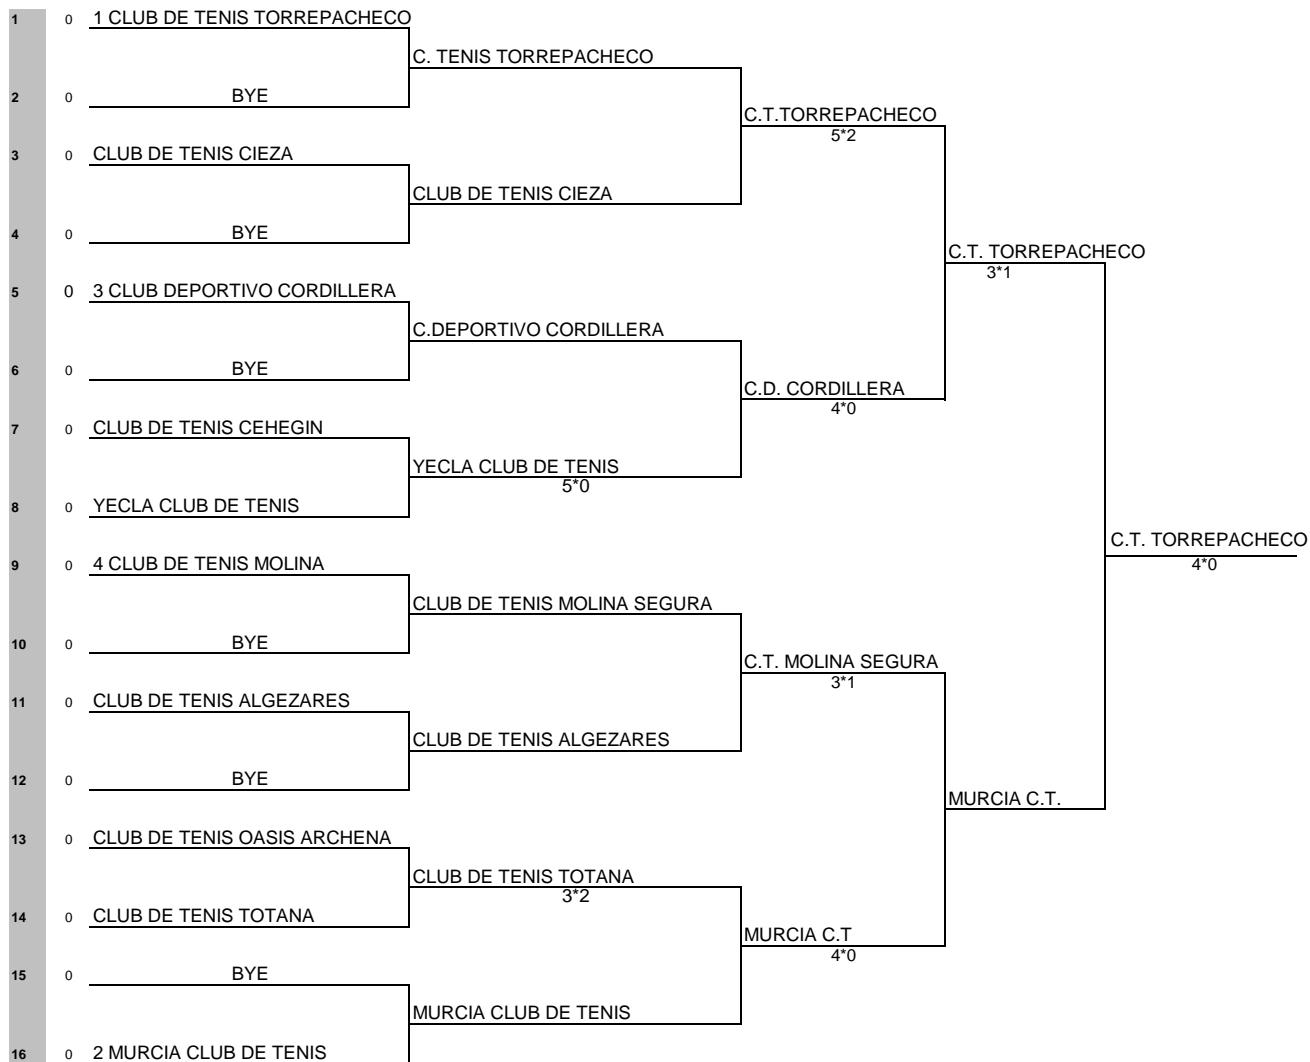 1 0 1 CLUB DE TENIS TORREPACHECO
C. TENIS TORREPACHECO
2 0 BYE
C.T.TORREPACHECO
5*2
3 0 CLUB DE TENIS CIEZA
CLUB DE TENIS CIEZA
4 0 BYE
C.T. TORREPACHECO
3*1
5 0 3 CLUB DEPORTIVO CORDILLERA
C.DEPORTIVO CORDILLERA
6 0 BYE
C.D. CORDILLERA
4*0
7 0 CLUB DE TENIS CEHEGIN
YECLA CLUB DE TENIS
5*0
8 0 YECLA CLUB DE TENIS
C.T. TORREPACHECO
4*0
9 0 4 CLUB DE TENIS MOLINA
CLUB DE TENIS MOLINA SEGURA
10 0 BYE
C.T. MOLINA SEGURA
3*1
11 0 CLUB DE TENIS ALGEZARES
CLUB DE TENIS ALGEZARES
12 0 BYE
MURCIA C.T.
13 0 CLUB DE TENIS OASIS ARCHENA
CLUB DE TENIS TOTANA
3*2
14 0 CLUB DE TENIS TOTANA
MURCIA C.T
4*0
15 0 BYE
MURCIA CLUB DE TENIS
16 0 2 MURCIA CLUB DE TENIS